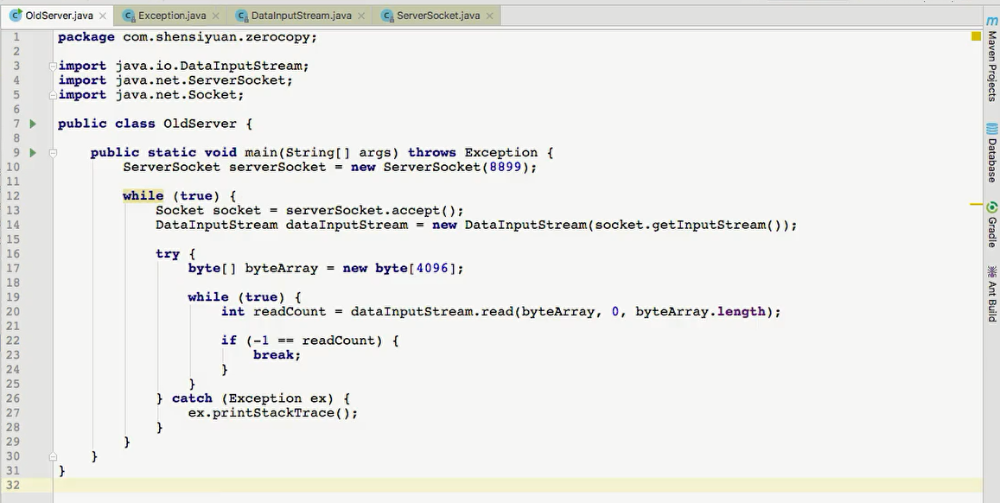 OldServer.java Exception.java DataInputStream.java ServerSocket.java
1 package com.shensiyuan.zerocopy;
2
3 import java.io.DataInputStream;
4 import java.net.ServerSocket;
5 import java.net.Socket;
6
7 public class OldServer {
8
9     public static void main(String[] args) throws Exception {
10         ServerSocket serverSocket = new ServerSocket(8899);
11
12         while (true) {
13             Socket socket = serverSocket.accept();
14             DataInputStream dataInputStream = new DataInputStream(socket.getInputStream());
15
16             try {
17                 byte[] byteArray = new byte[4096];
18
19                 while (true) {
20                     int readCount = dataInputStream.read(byteArray, 0, byteArray.length);
21
22                     if (-1 == readCount) {
23                         break;
24                     }
25                 }
26             } catch (Exception ex) {
27                 ex.printStackTrace();
28             }
29         }
30     }
31 }
32
Maven Projects
Database
Gradle
Ant Build